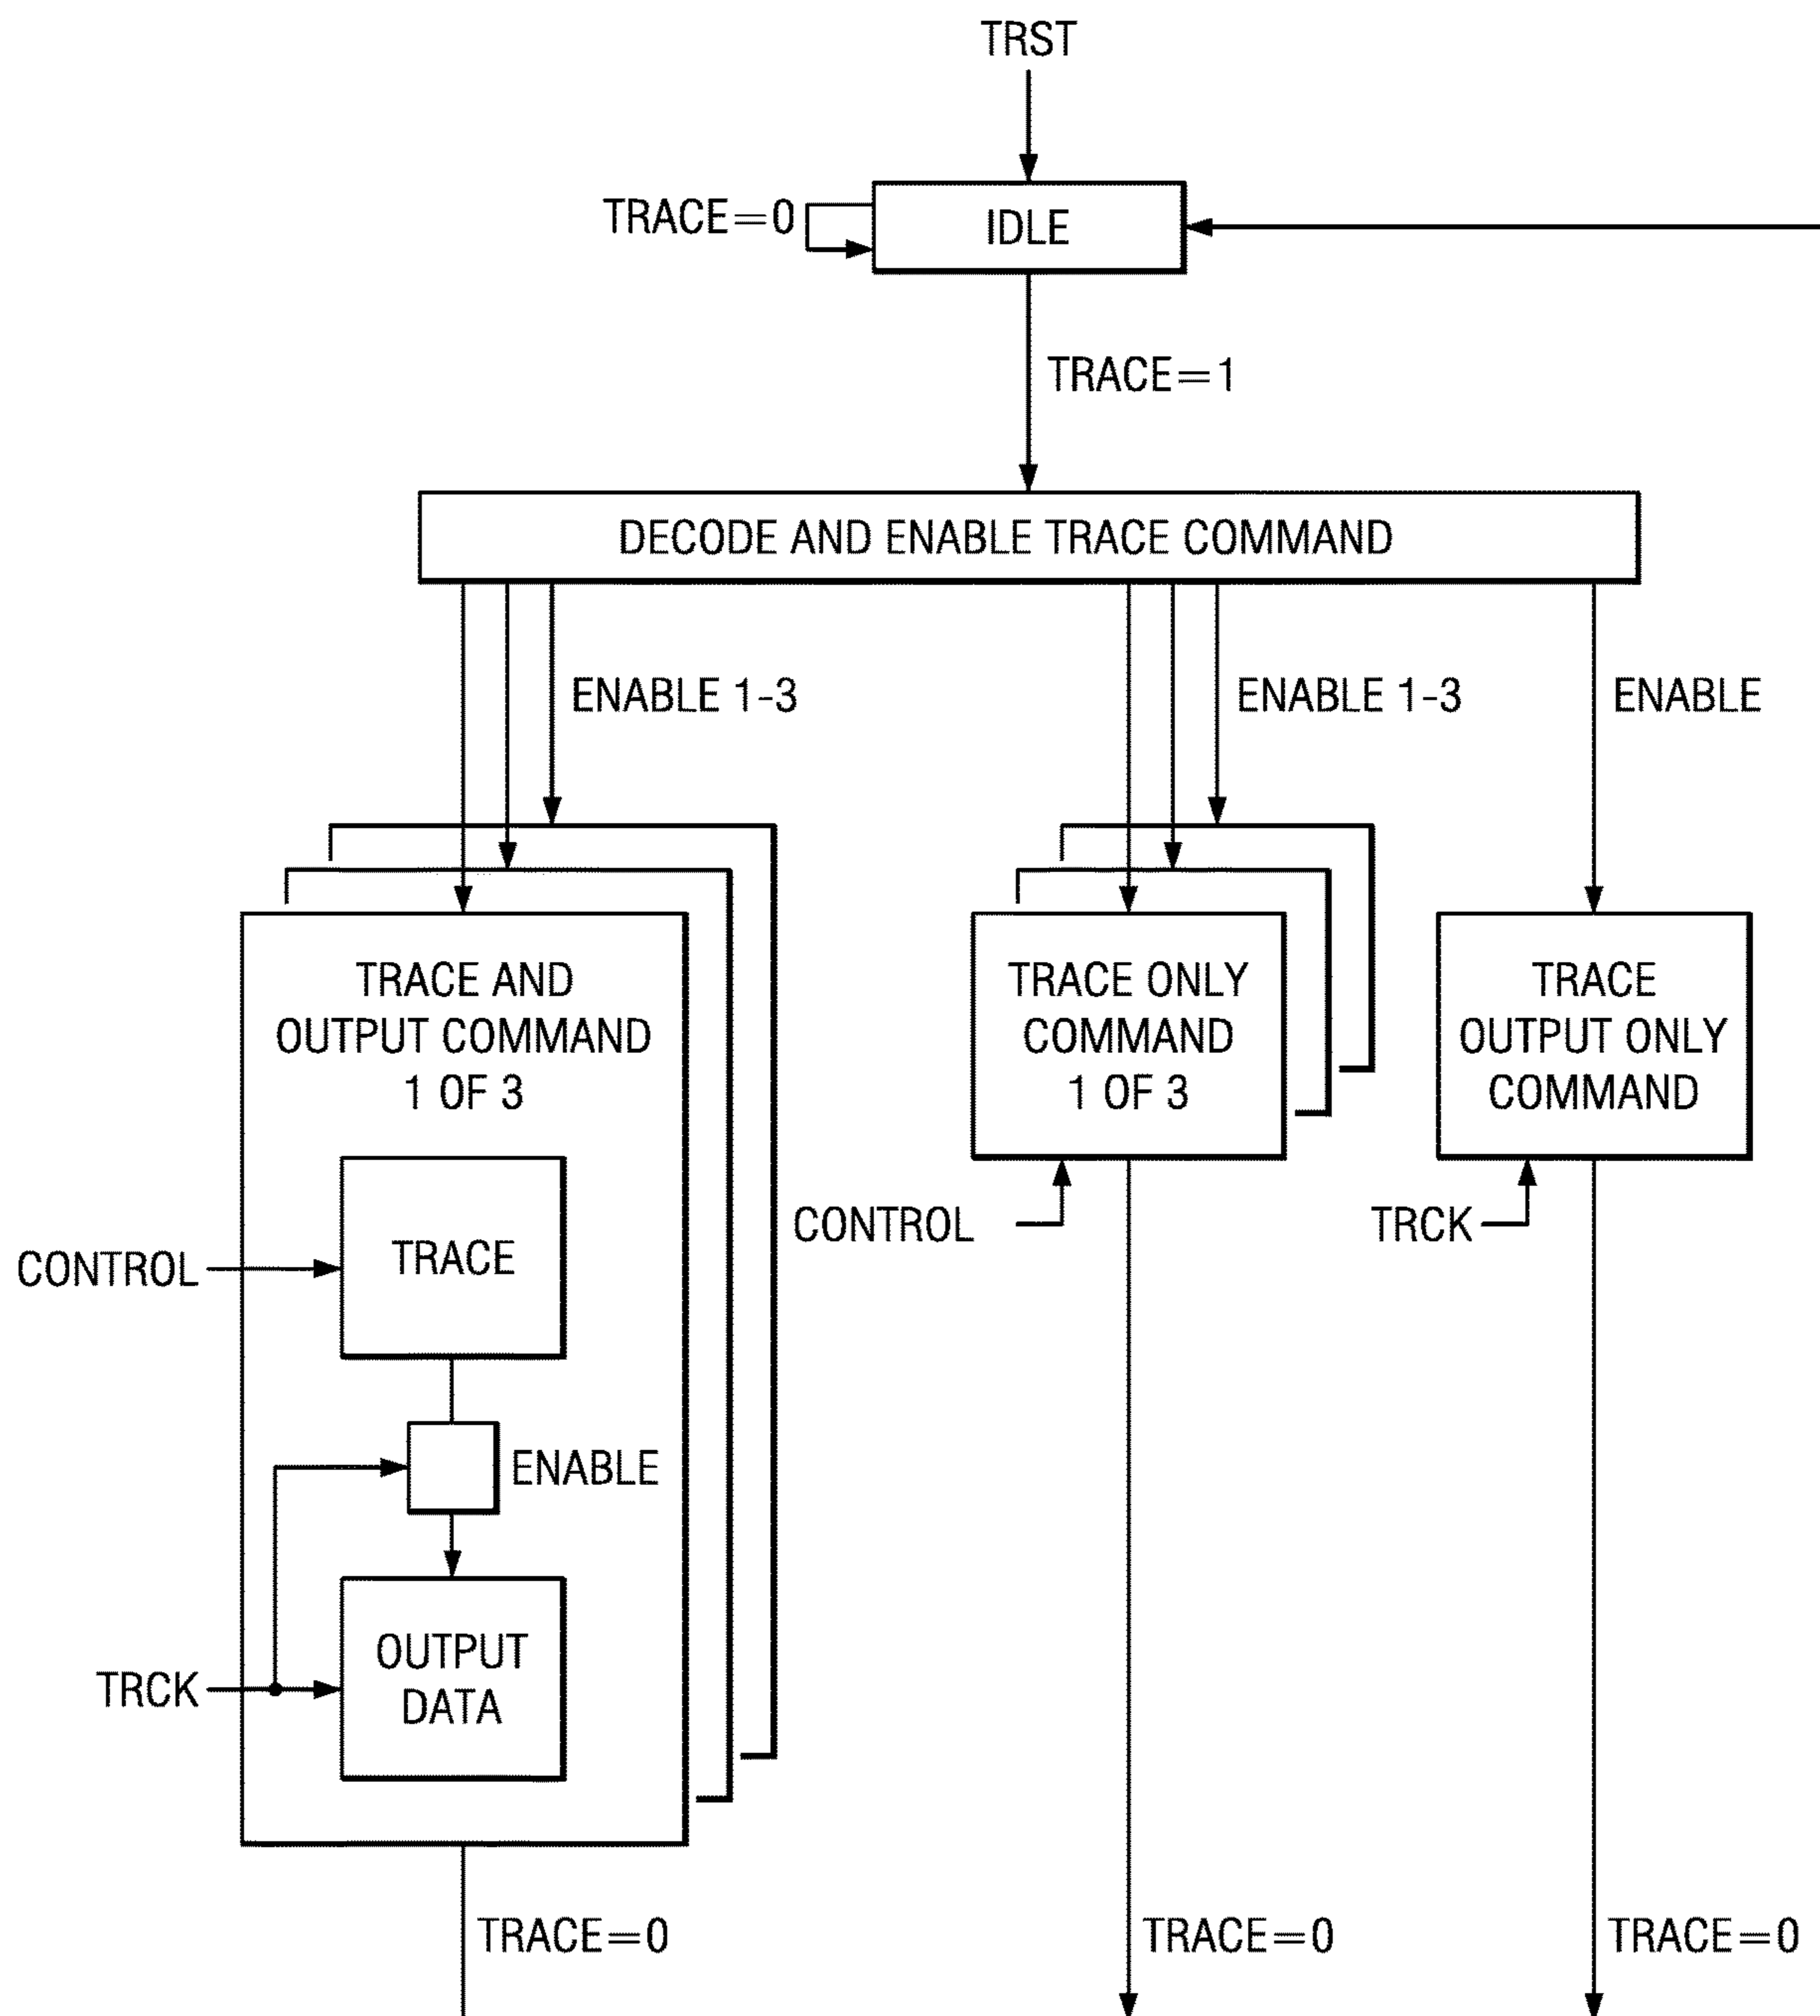 TRST
TRACE=0
IDLE
TRACE=1
DECODE AND ENABLE TRACE COMMAND
ENABLE 1-3
ENABLE 1-3
ENABLE
TRACE AND
OUTPUT COMMAND
1 OF 3
TRACE ONLY
COMMAND
1 OF 3
TRACE
OUTPUT ONLY
COMMAND
CONTROL
TRCK
CONTROL
TRACE
ENABLE
TRCK
OUTPUT
DATA
TRACE=0
TRACE=0
TRACE=0